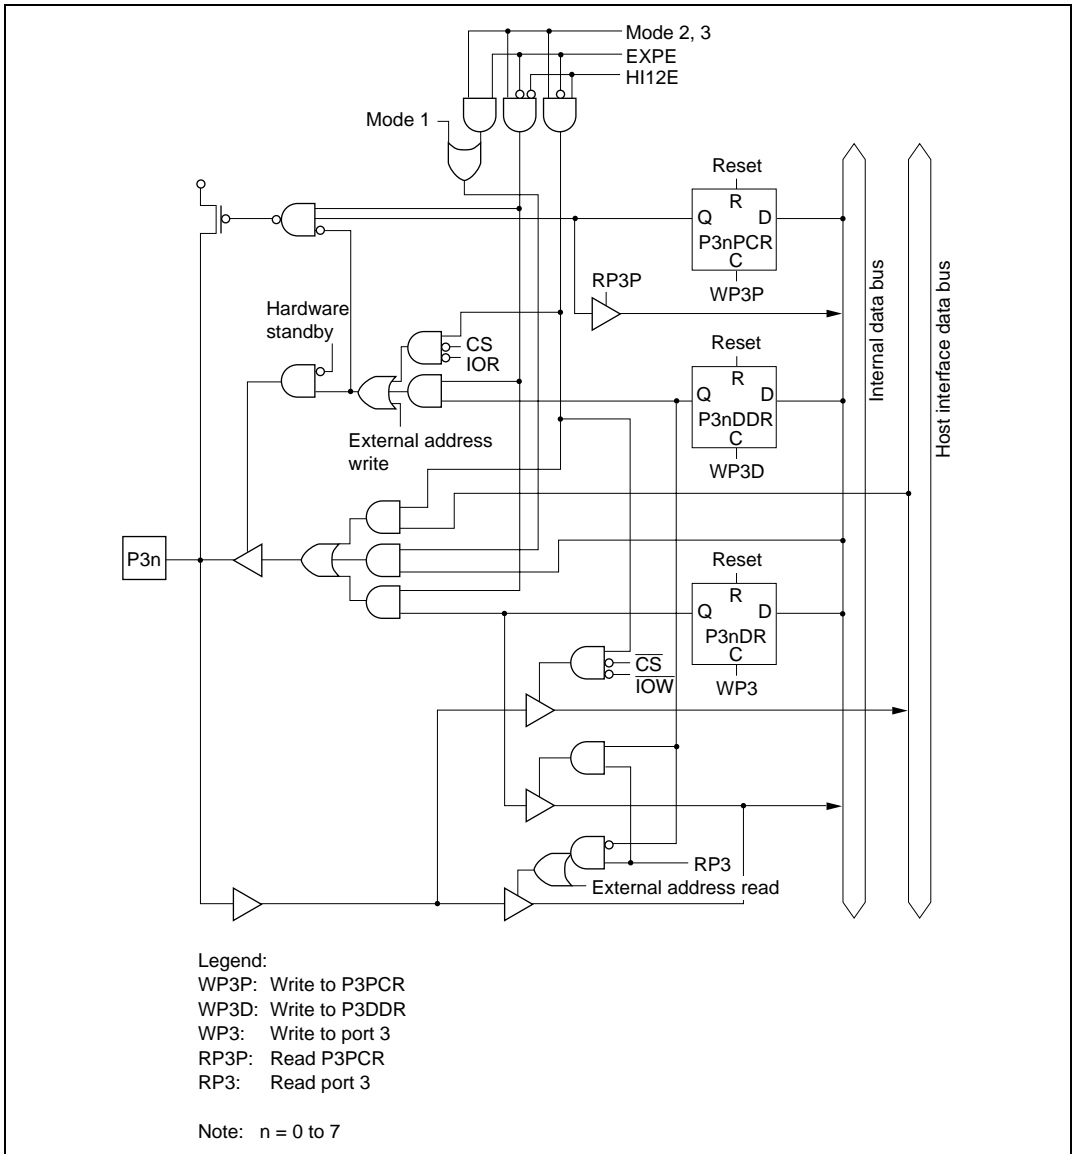 Mode 2, 3
EXPE
HI12E
Mode 1
Reset
R
Q D
P3nPCR
C
WP3P
RP3P
Hardware
standby
CS
IOR
Reset
R
Q D
P3nDDR
C
WP3D
External address
write
Internal data bus
Host interface data bus
P3n
Reset
R
Q D
P3nDR
C
WP3
CS
IOW
RP3
External address read
Legend:
WP3P: Write to P3PCR
WP3D: Write to P3DDR
WP3: Write to port 3
RP3P: Read P3PCR
RP3: Read port 3
Note: n = 0 to 7